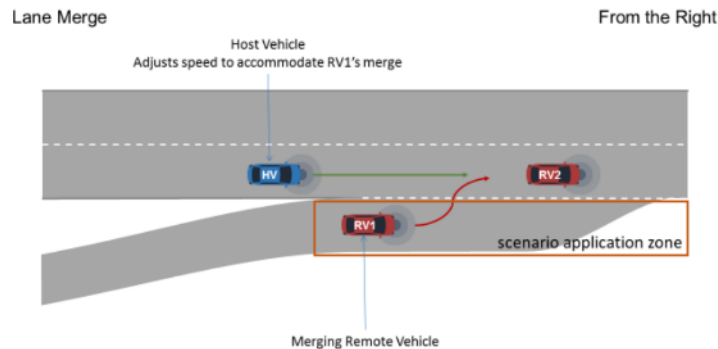 Lane Merge
From the Right
Host Vehicle
Adjusts speed to accommodate RV1's merge
HV
RV2
RV1
scenario application zone
Merging Remote Vehicle